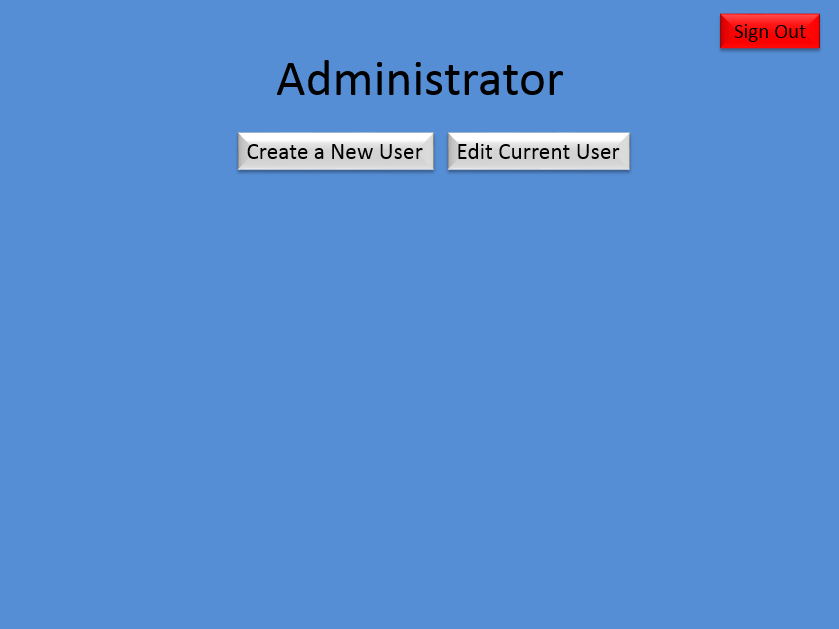 Sign Out
Administrator
Create a New User
Edit Current User